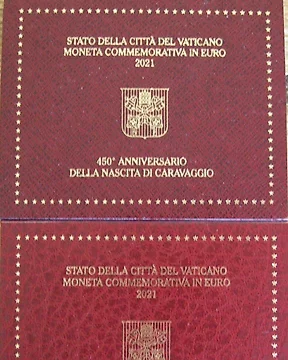 STATO DELLA CITTÀ DEL VATICANO
MONETA COMMEMORATIVA IN EURO
2021
450° ANNIVERSARIO
DELLA NASCITA DI CARAVAGGIO
STATO DELLA CITTÀ DEL VATICANO
MONETA COMMEMORATIVA IN EURO
2021